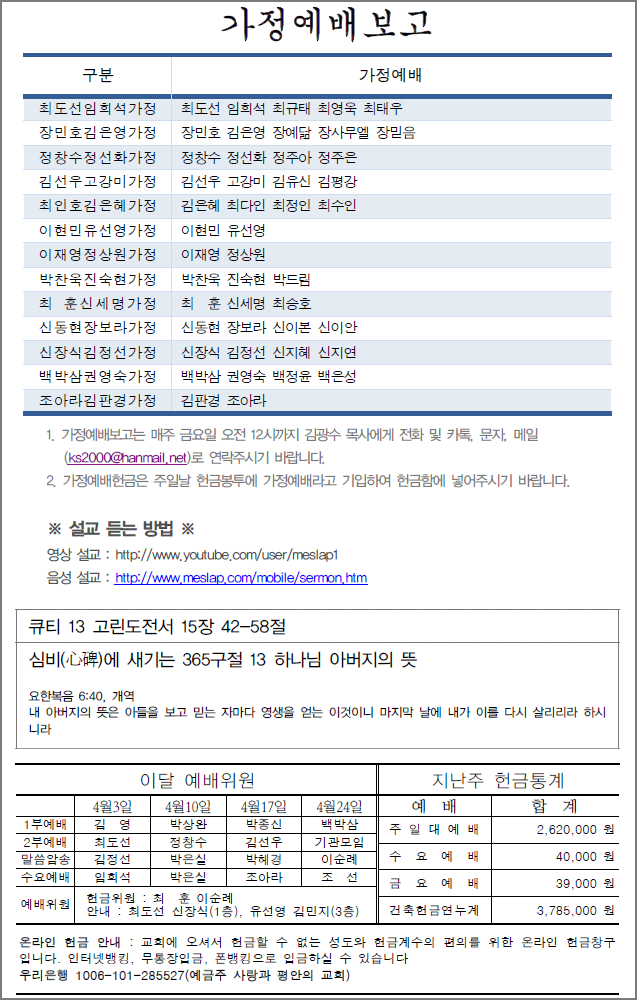 가정예배보고
구분 가정예배
최도선임희석가정 최도선 임희석 최규태 최영욱 최태우
장민호김은영가정 장민호 김은영 장예닮 장사무엘 장믿음
정창수정선화가정 정창수 정선화 정주아 정주은
김선우고강미가정 김선우 고강미 김유신 김평강
최인호김은혜가정 김은혜 최다인 최정인 최수인
이현민유선영가정 이현민 유선영
이재영정상원가정 이재영 정상원
박찬욱진숙현가정 박찬욱 진숙현 박드림
최 훈신세명가정 최 훈 신세명 최승호
신동현장보라가정 신동현 장보라 신이본 신이안
신장식김정선가정 신장식 김정선 신지혜 신지연
백박삼권영숙가정 백박삼 권영숙 백정윤 백은성
조아라김판경가정 김판경 조아라
1. 가정예배보고는 매주 금요일 오전 12시까지 김광수 목사에게 전화 및 카톡, 문자, 메일
(ks2000@hanmail.net)로 연락주시기 바랍니다.
2. 가정예배헌금은 주일날 헌금봉투에 가정예배라고 기입하여 헌금함에 넣어주시기 바랍니다.
※ 설교 듣는 방법 ※
영상 설교 : http://www.youtube.com/user/meslap1
음성 설교 : http://www.meslap.com/mobile/sermon.htm
큐티 13 고린도전서 15장 42-58절
심비(心碑)에 새기는 365구절 13 하나님 아버지의 뜻
요한복음 6:40, 개역
내 아버지의 뜻은 아들을 보고 믿는 자마다 영생을 얻는 이것이니 마지막 날에 내가 이를 다시 살리리라 하시
니라
이달 예배위원
4월3일 4월10일 4월17일 4월24일
1부예배 김 영 박상완 박종신 백박삼
2부예배 최도선 정창수 김선우 기관모임
말씀암송 김정선 박은실 박혜경 이순례
수요예배 임희석 박은실 조아라 조 선
예배위원 헌금위원 : 최 훈 이순례
안내 : 최도선 신장식(1층), 유선영 김민지(3층)
지난주 헌금통계
예 배 합 계
주 일 대 예 배 2,620,000 원
수 요 예 배 40,000 원
금 요 예 배 39,000 원
건축헌금연누계 3,785,000 원
온라인 헌금 안내 : 교회에 오셔서 헌금할 수 없는 성도와 헌금계수의 편의를 위한 온라인 헌금창구
입니다. 인터넷뱅킹, 무통장입금, 폰뱅킹으로 입금하실 수 있습니다
우리은행 1006-101-285527(예금주 사랑과 평안의 교회)